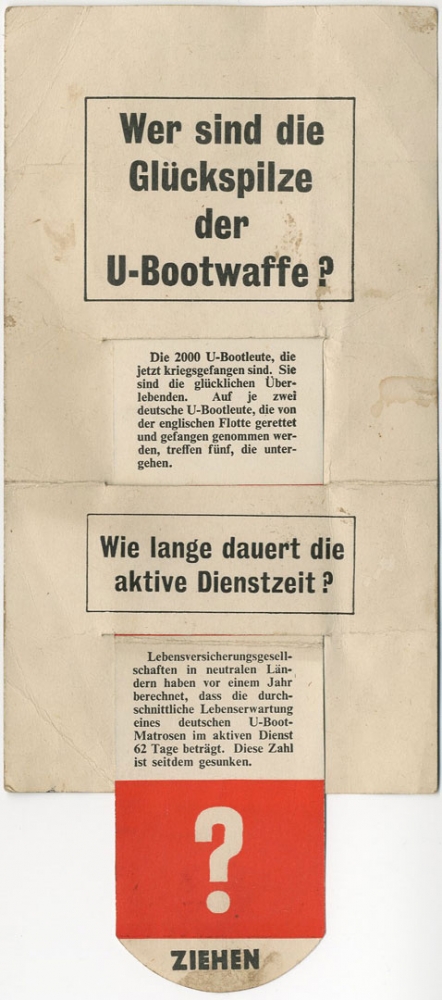 Wer sind die
Glückspilze
der
U-Bootwaffe?
Die 2000 U-Bootleute, die
jetzt kriegsgefangen sind. Sie
sind die glücklichen Über-
lebenden. Auf je zwei
deutsche U-Bootleute, die von
der englischen Flotte gerettet
und gefangen genommen wer-
den, treffen fünf, die unter-
gehen.
Wie lange dauert die
aktive Dienstzeit?
Lebensversicherungsgesell-
schaften in neutralen Län-
dern haben vor einem Jahr
berechnet, dass die durch-
schnittliche Lebenserwartung
eines deutschen U-Boot-
Matrosen im aktiven Dienst
62 Tage beträgt. Diese Zahl
ist seitdem gesunken.
?
ZIEHEN